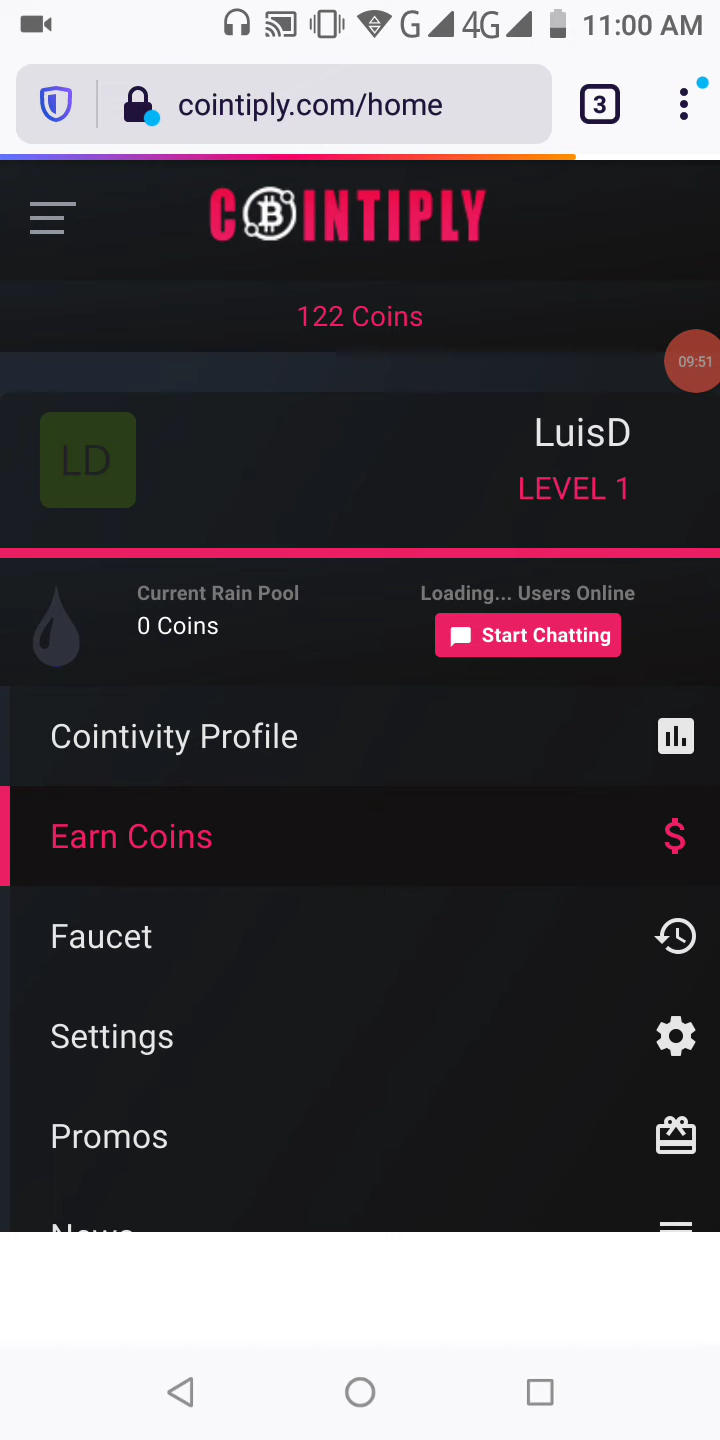 G 4G 11:00 AM
cointiply.com/home
3
COINTIPLY
122 Coins
09:51
LD
LuisD
LEVEL 1
Current Rain Pool
0 Coins
Loading... Users Online
Start Chatting
Cointivity Profile
Earn Coins
$
Faucet
Settings
Promos